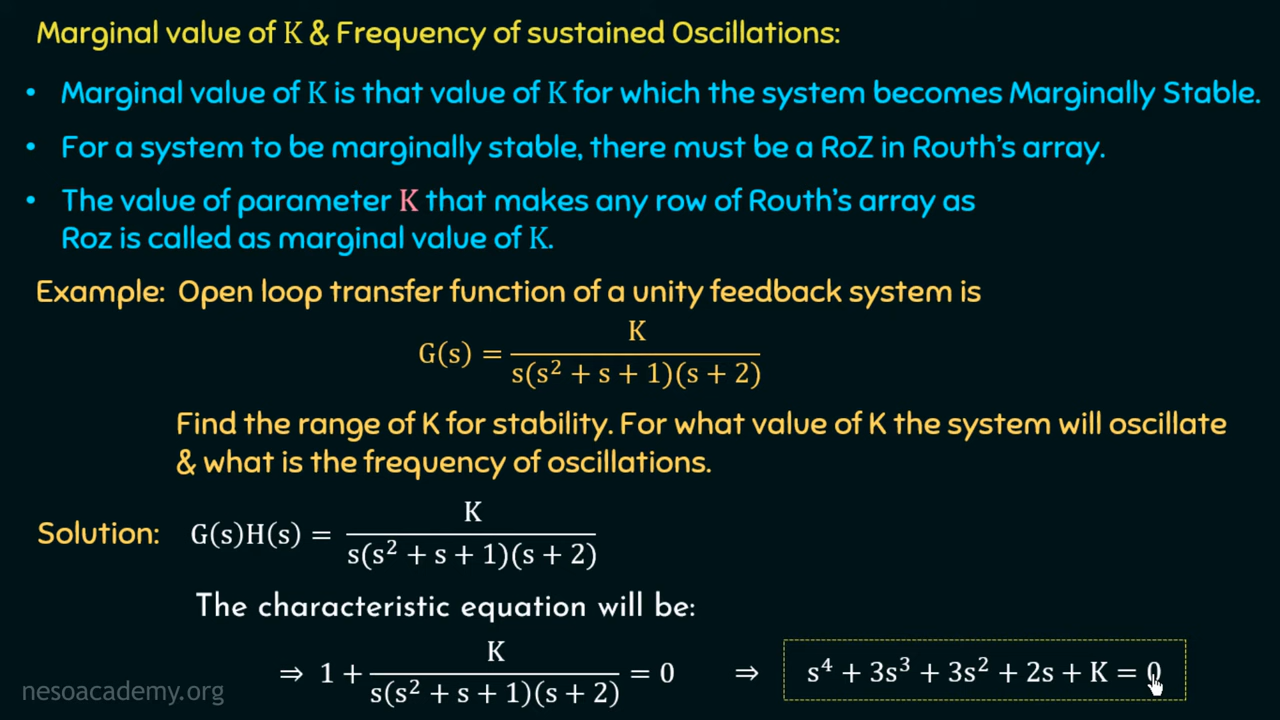 Marginal value of K & Frequency of sustained Oscillations:
• Marginal value of K is that value of K for which the system becomes Marginally Stable.
• For a system to be marginally stable, there must be a RoZ in Routh's array.
• The value of parameter K that makes any row of Routh's array as
Roz is called as marginal value of K.
Example: Open loop transfer function of a unity feedback system is
G(s) = K / s(s² + s + 1)(s + 2)
Find the range of K for stability. For what value of K the system will oscillate
& what is the frequency of oscillations.
Solution: G(s)H(s) = K / s(s² + s + 1)(s + 2)
The characteristic equation will be:
⇒ 1 + K / s(s² + s + 1)(s + 2) = 0 ⇒ s⁴ + 3s³ + 3s² + 2s + K = 0
nesoacademy.org